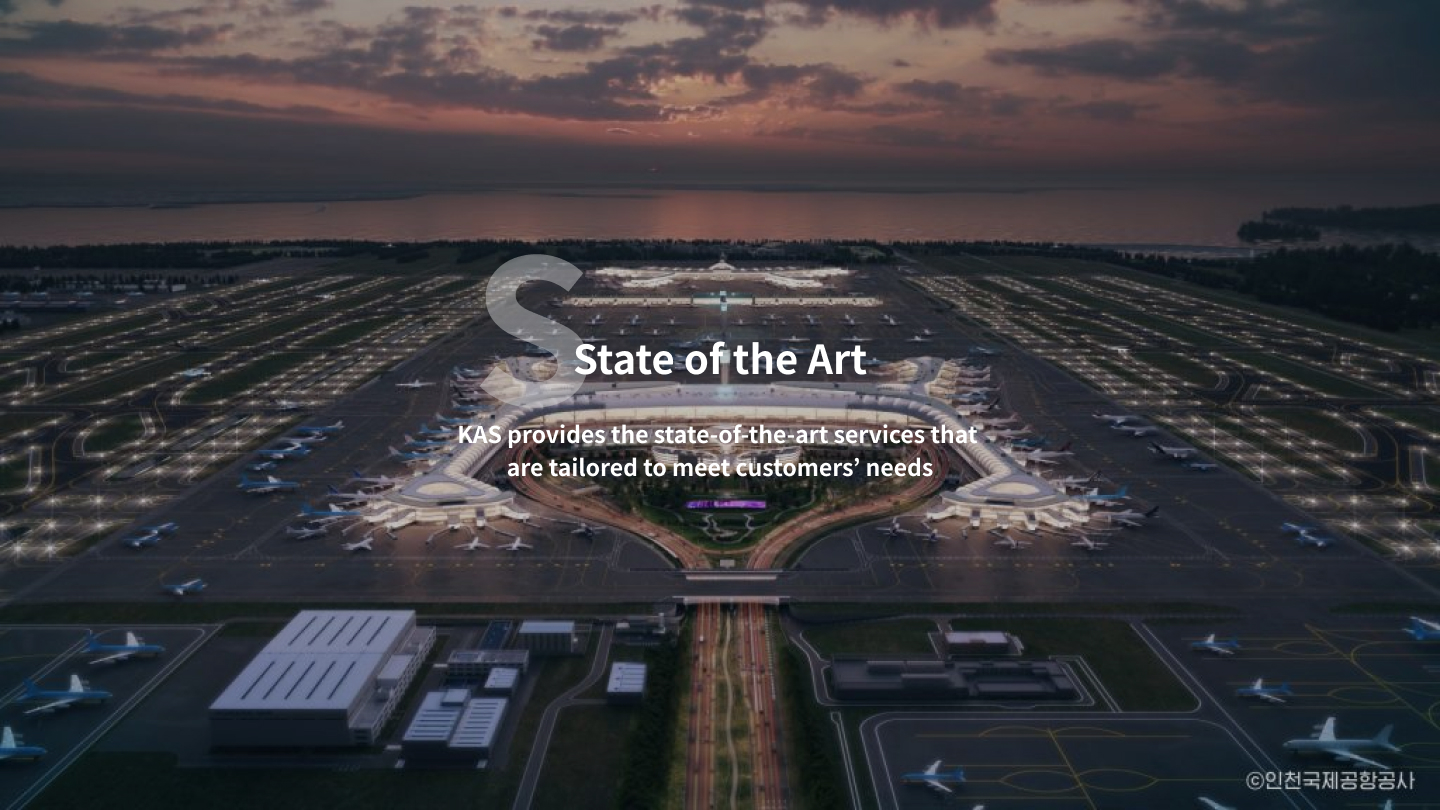 S
State of the Art
KAS provides the state-of-the-art services that
are tailored to meet customers’ needs
©인천국제공항공사